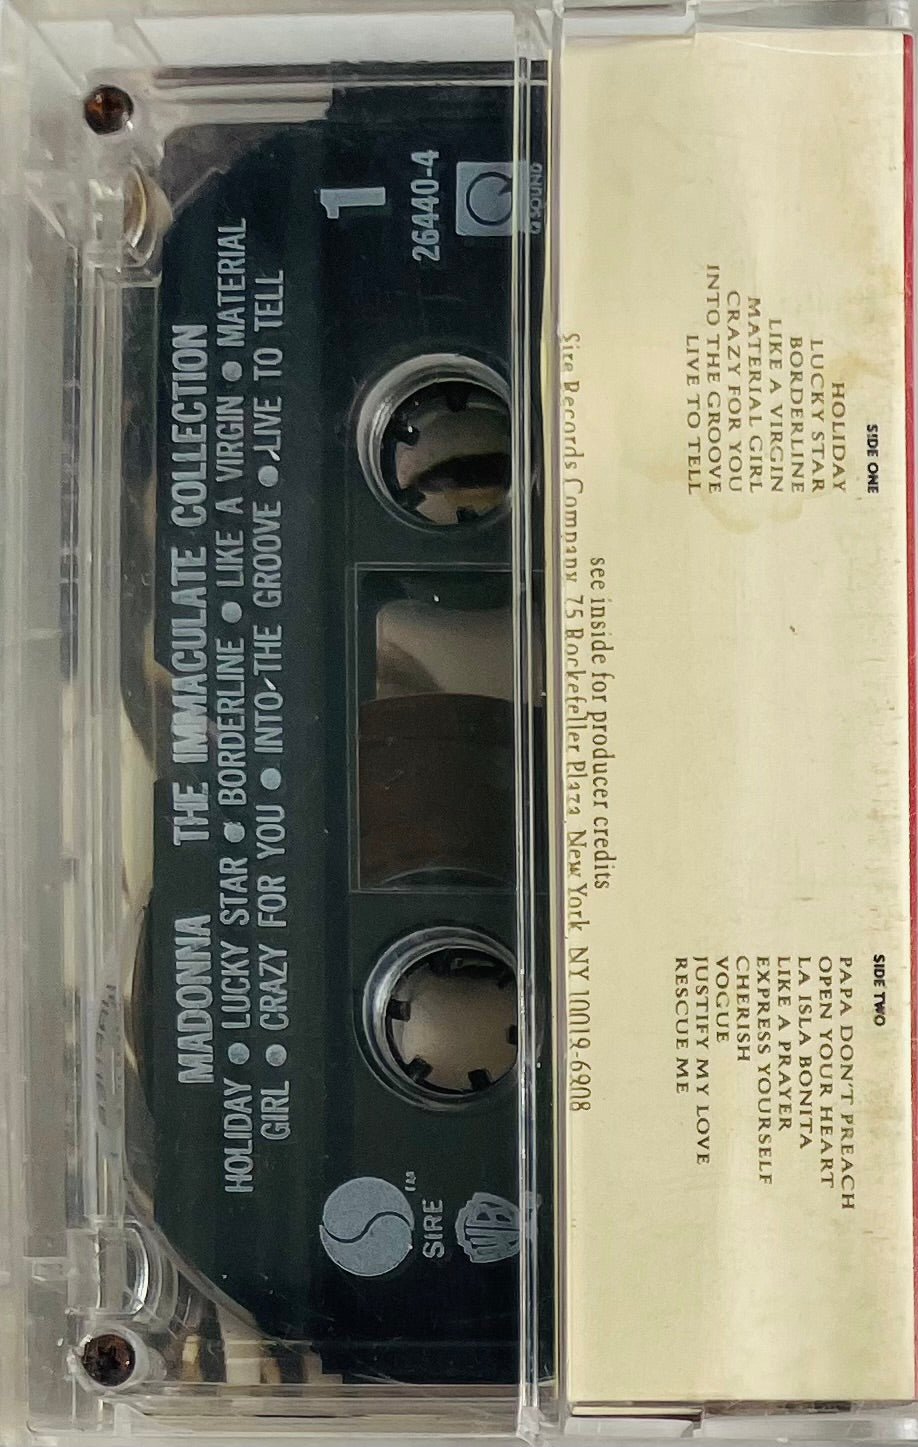 MADONNA THE IMMACULATE COLLECTION
HOLIDAY ● LUCKY STAR ● BORDERLINE ● LIKE A VIRGIN ● MATERIAL
GIRL ● CRAZY FOR YOU ● INTO THE GROOVE ● LIVE TO TELL
1
26440-4
SIRE
TM
WB
SIDE ONE
HOLIDAY
LUCKY STAR
BORDERLINE
LIKE A VIRGIN
MATERIAL GIRL
CRAZY FOR YOU
INTO THE GROOVE
LIVE TO TELL
SIDE TWO
PAPA DON'T PREACH
OPEN YOUR HEART
LA ISLA BONITA
LIKE A PRAYER
EXPRESS YOURSELF
CHERISH
VOGUE
JUSTIFY MY LOVE
RESCUE ME
see inside for producer credits
Sire Records Company, 75 Rockefeller Plaza, New York, NY 10019-6908